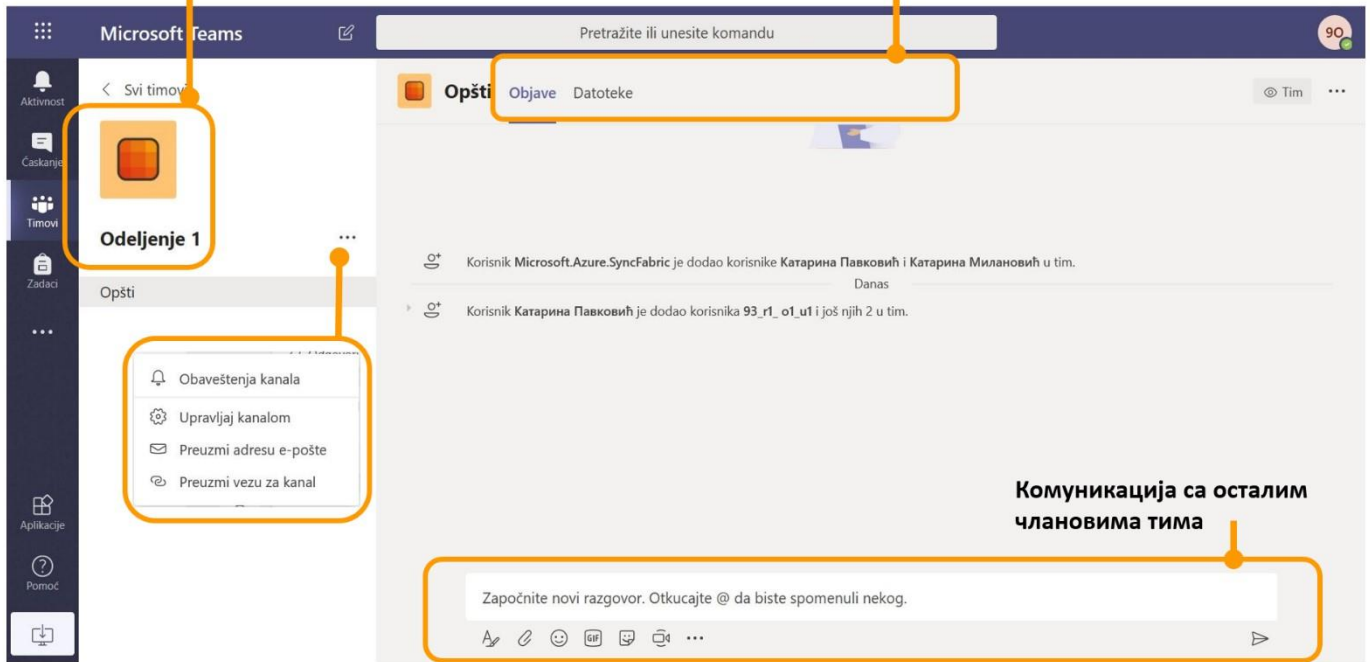 Microsoft Teams
Pretražite ili unesite komandu
9O
Aktivnost
Svi timovi
Opšti Objave Datoteke
Tim
Ćaskanje
Timovi
Odeljenje 1
Zadaci
Opšti
Korisnik Microsoft.Azure.SyncFabric je dodao korisnike Катарина Павковић i Катарина Милановић u tim.
Danas
Korisnik Катарина Павковић je dodao korisnika 93_r1_ o1_u1 i još njih 2 u tim.
Obaveštenja kanala
Upravljaj kanalom
Preuzmi adresu e-pošte
Preuzmi vezu za kanal
Комуникација са осталим
члановима тима
Aplikacije
Pomoć
Započnite novi razgovor. Otkucajte @ da biste spomenuli nekog.
GIF